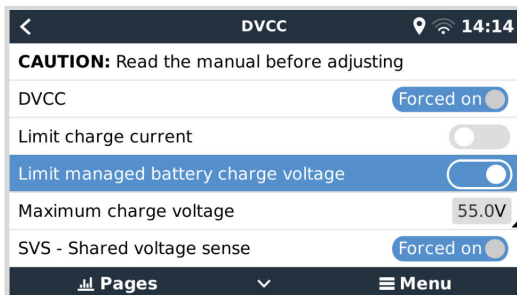 DVCC 14:14
CAUTION: Read the manual before adjusting
DVCC Forced on
Limit charge current
Limit managed battery charge voltage
Maximum charge voltage 55.0V
SVS - Shared voltage sense Forced on
Pages Menu